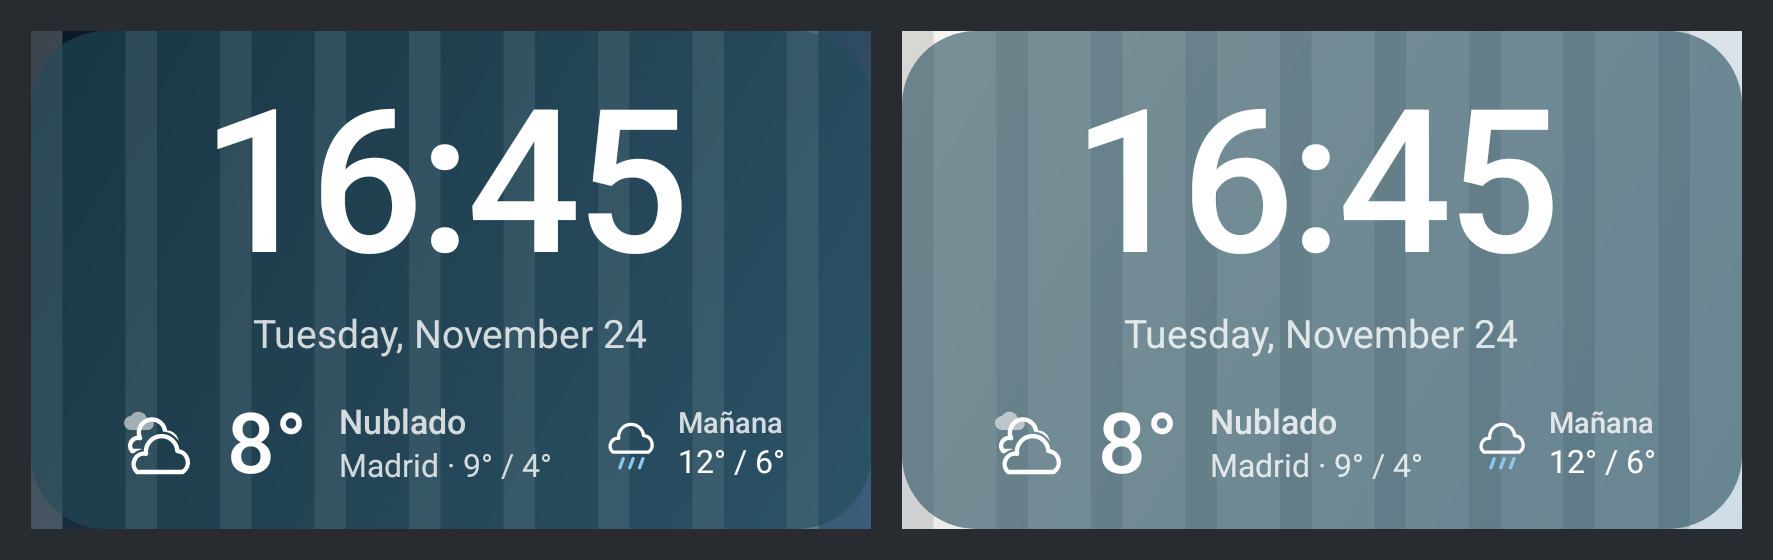 16:45
Tuesday, November 24
8°
Nublado
Madrid · 9° / 4°
Mañana
12° / 6°
16:45
Tuesday, November 24
8°
Nublado
Madrid · 9° / 4°
Mañana
12° / 6°